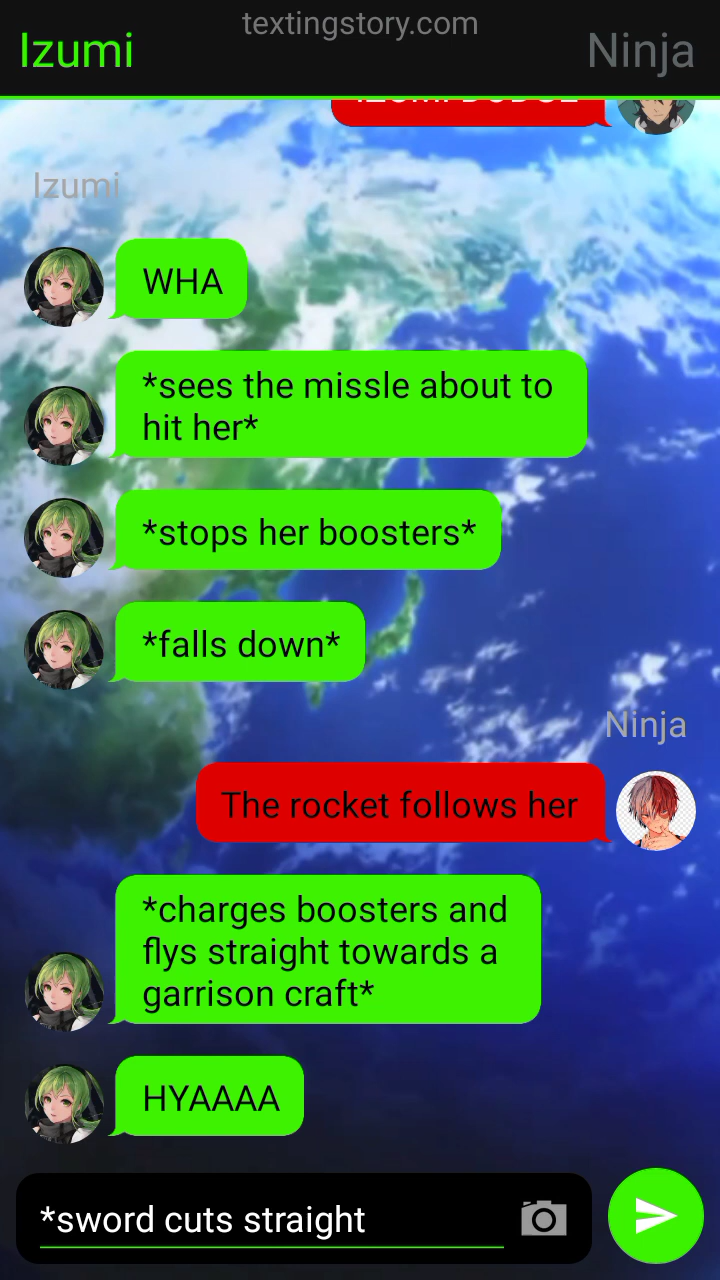 textingstory.com
Izumi
Ninja
Izumi
WHA
*sees the missle about to
hit her*
*stops her boosters*
*falls down*
Ninja
The rocket follows her
*charges boosters and
flys straight towards a
garrison craft*
HYAAAA
*sword cuts straight